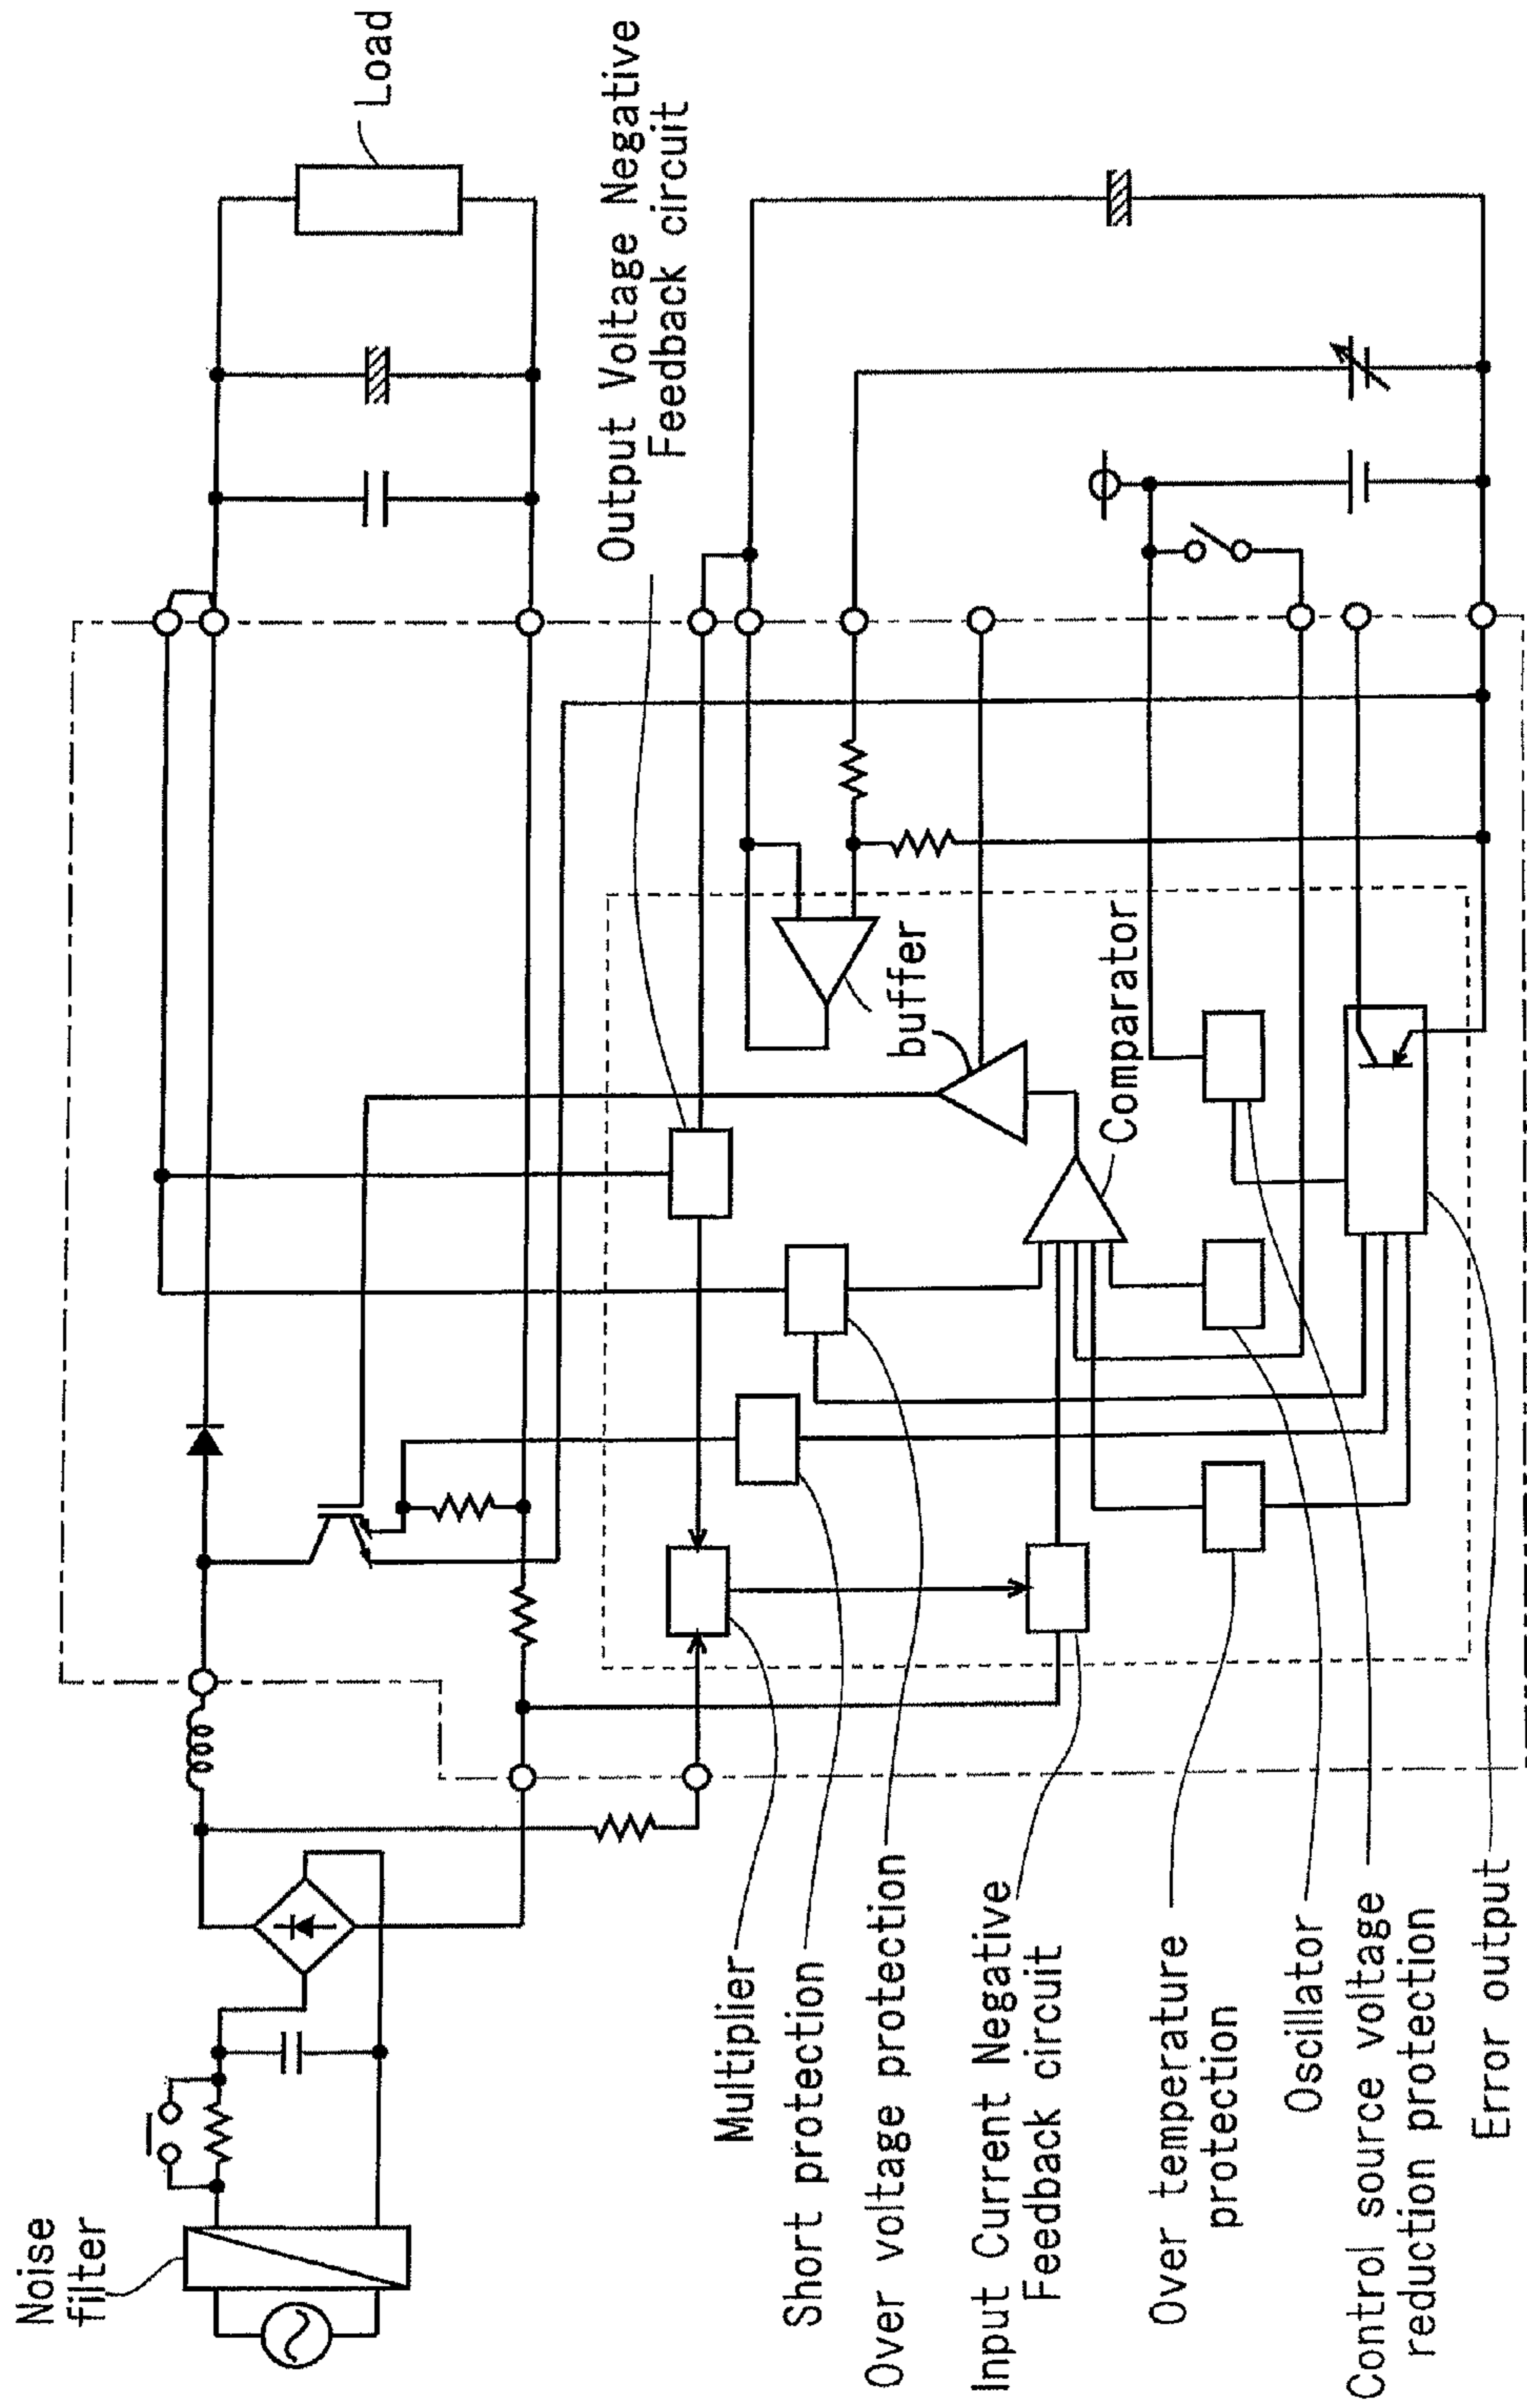 Noise
filter
Load
Output Voltage Negative
Feedback circuit
buffer
Comparator
Multiplier
Short protection
Over voltage protection
Input Current Negative
Feedback circuit
Over temperature
protection
Oscillator
Control source voltage
reduction protection
Error output